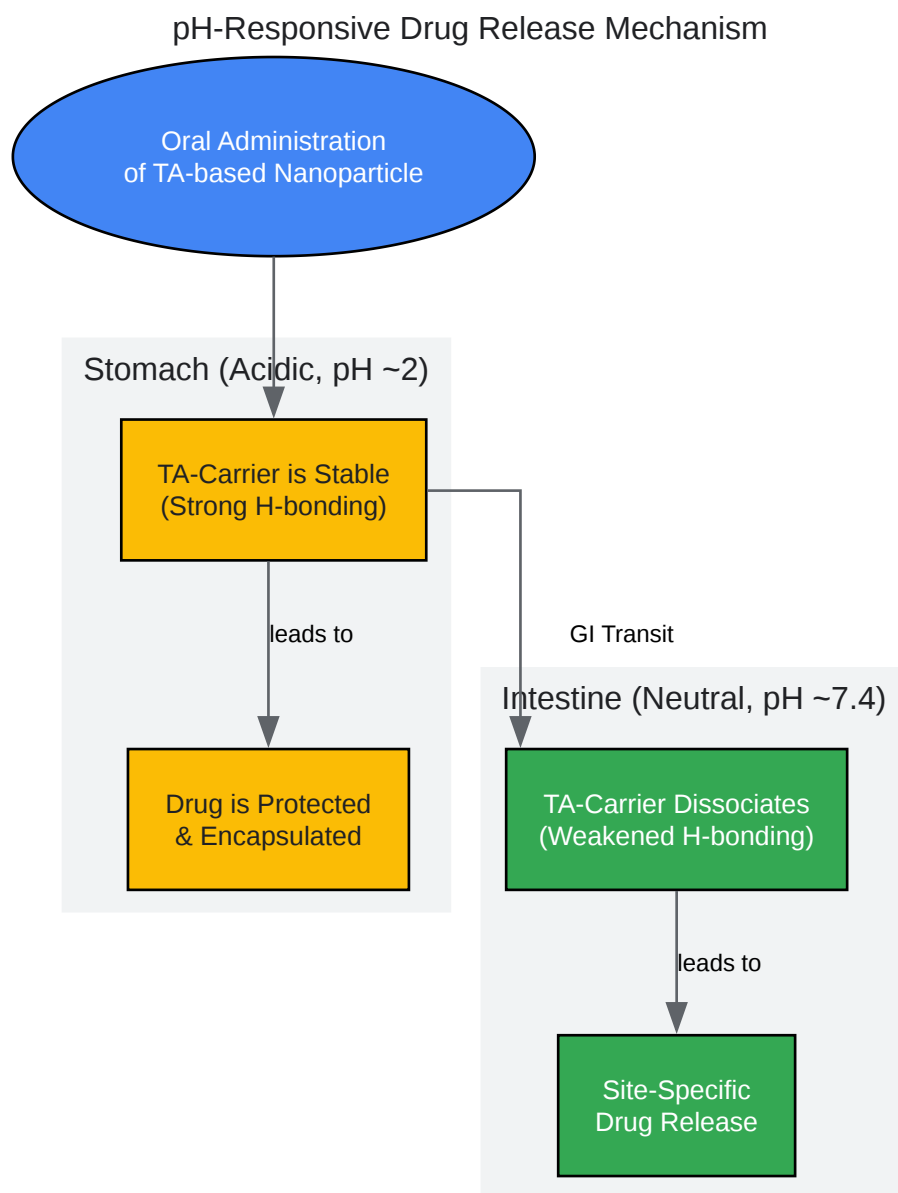 pH-Responsive Drug Release Mechanism
Oral Administration
of TA-based Nanoparticle
Stomach (Acidic, pH ~2)
TA-Carrier is Stable
(Strong H-bonding)
leads to
GI Transit
Drug is Protected
& Encapsulated
Intestine (Neutral, pH ~7.4)
TA-Carrier Dissociates
(Weakened H-bonding)
leads to
Site-Specific
Drug Release